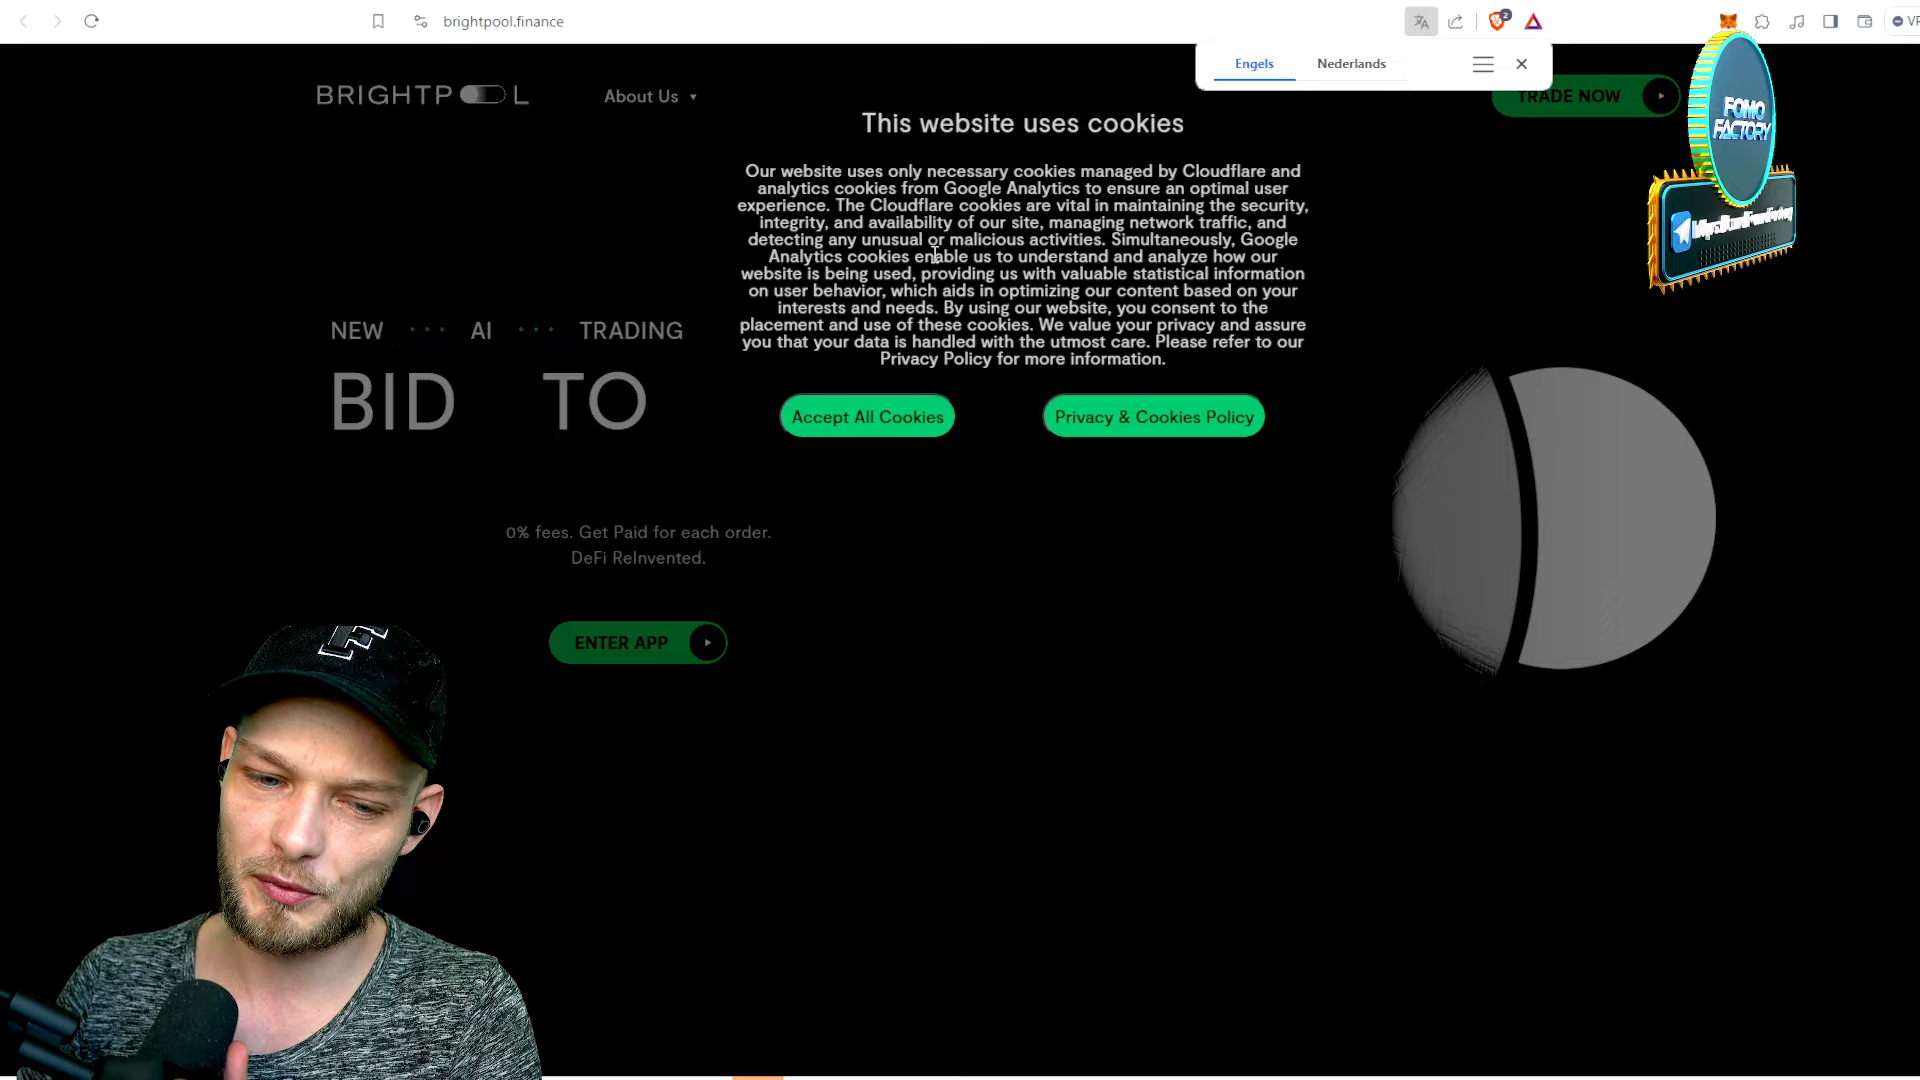 brightpool.finance
2
Engels
Nederlands
BRIGHTPOOL
About Us
TRADE NOW
FOMO
FACTORY
This website uses cookies
Our website uses only necessary cookies managed by Cloudflare and
analytics cookies from Google Analytics to ensure an optimal user
experience. The Cloudflare cookies are vital in maintaining the security,
integrity, and availability of our site, managing network traffic, and
detecting any unusual or malicious activities. Simultaneously, Google
Analytics cookies enable us to understand and analyze how our
website is being used, providing us with valuable statistical information
on user behavior, which aids in optimizing our content based on your
interests and needs. By using our website, you consent to the
placement and use of these cookies. We value your privacy and assure
you that your data is handled with the utmost care. Please refer to our
Privacy Policy for more information.
Accept All Cookies
Privacy & Cookies Policy
NEW ··· AI ··· TRADING
BID TO
0% fees. Get Paid for each order.
DeFi ReInvented.
ENTER APP